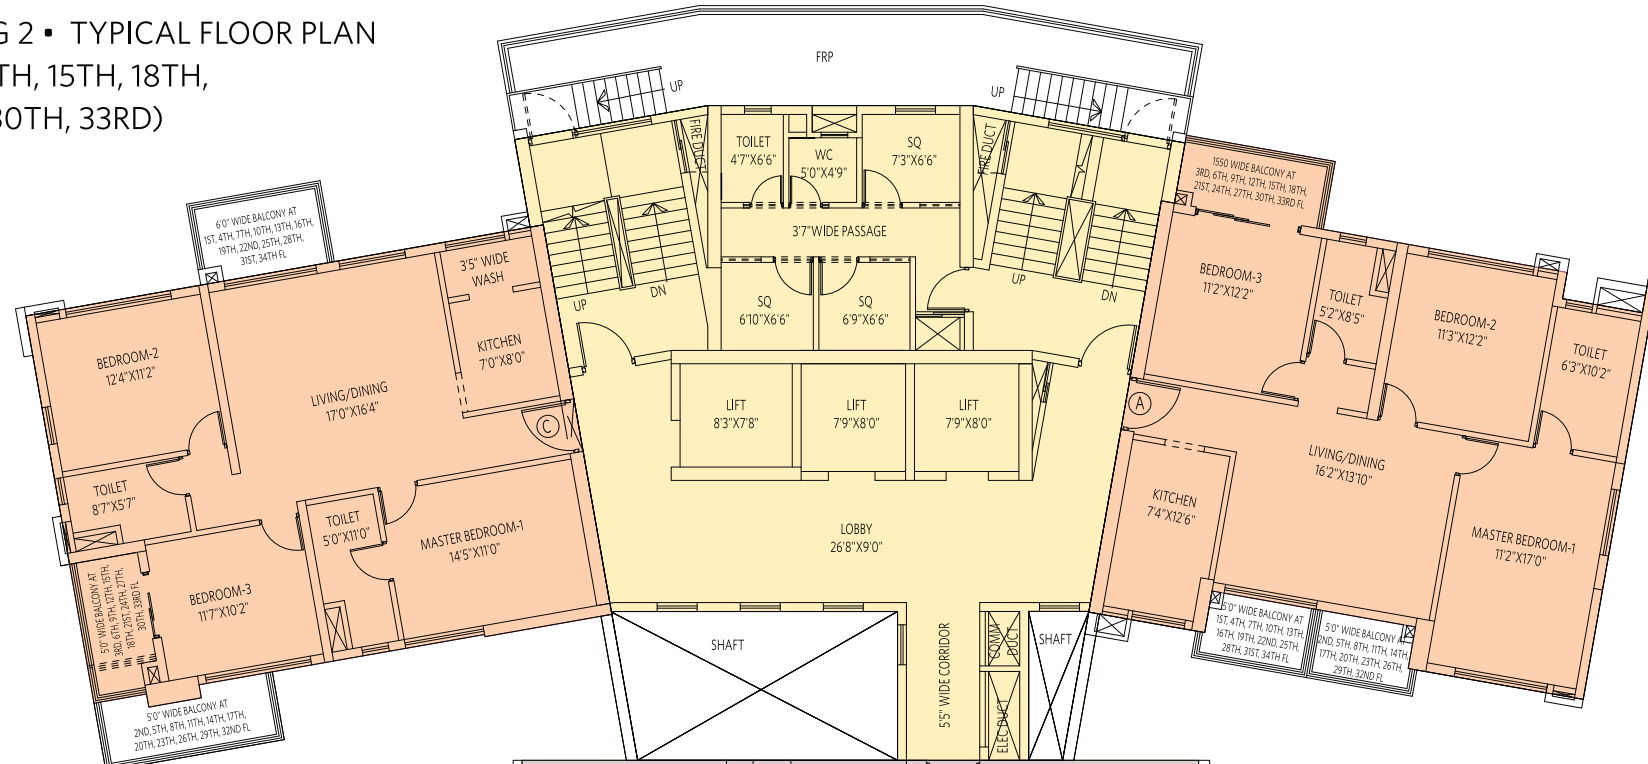 G 2 • TYPICAL FLOOR PLAN
TH, 15TH, 18TH,
30TH, 33RD)
FRP
UP
UP
FIRE DUCT
TOILET
4'7"X6'6"
WC
5'0"X4'9"
SQ
7'3"X6'6"
FIRE DUCT
3'7"WIDE PASSAGE
SQ
6'10"X6'6"
SQ
6'9"X6'6"
UP
DN
UP
DN
6'0" WIDE BALCONY AT
1ST, 4TH, 7TH, 10TH, 13TH, 16TH,
19TH, 22ND, 25TH, 28TH,
31ST, 34TH FL
3'5" WIDE
WASH
KITCHEN
7'0"X8'0"
BEDROOM-2
12'4"X11'2"
LIVING/DINING
17'0"X16'4"
C
TOILET
8'7"X5'7"
TOILET
5'0"X11'0"
MASTER BEDROOM-1
14'5"X11'0"
BEDROOM-3
11'7"X10'2"
5'0" WIDE BALCONY AT
3RD, 6TH, 9TH, 12TH, 15TH,
18TH, 21ST, 24TH, 27TH,
30TH, 33RD FL
5'0" WIDE BALCONY AT
2ND, 5TH, 8TH, 11TH, 14TH, 17TH,
20TH, 23TH, 26TH, 29TH, 32ND FL
LIFT
8'3"X7'8"
LIFT
7'9"X8'0"
LIFT
7'9"X8'0"
LOBBY
26'8"X9'0"
SHAFT
5'5" WIDE CORRIDOR
COMM
DUCT
ELEC.DUCT
SHAFT
1550 WIDE BALCONY AT
3RD, 6TH, 9TH, 12TH, 15TH, 18TH,
21ST, 24TH, 27TH, 30TH, 33RD FL
BEDROOM-3
11'2"X12'2"
TOILET
5'2"X8'5"
BEDROOM-2
11'3"X12'2"
TOILET
6'3"X10'2"
A
LIVING/DINING
16'2"X13'10"
KITCHEN
7'4"X12'6"
MASTER BEDROOM-1
11'2"X17'0"
5'0" WIDE BALCONY AT
1ST, 4TH, 7TH, 10TH, 13TH,
16TH, 19TH, 22ND, 25TH,
28TH, 31ST, 34TH FL
5'0" WIDE BALCONY AT
2ND, 5TH, 8TH, 11TH, 14TH,
17TH, 20TH, 23TH, 26TH,
29TH, 32ND FL